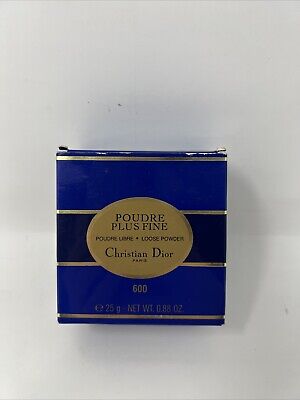 POUDRE
PLUS FINE
POUDRE LIBRE • LOOSE POWDER
Christian Dior
PARIS
600
℮ 25 g - NET WT. 0.88 OZ.